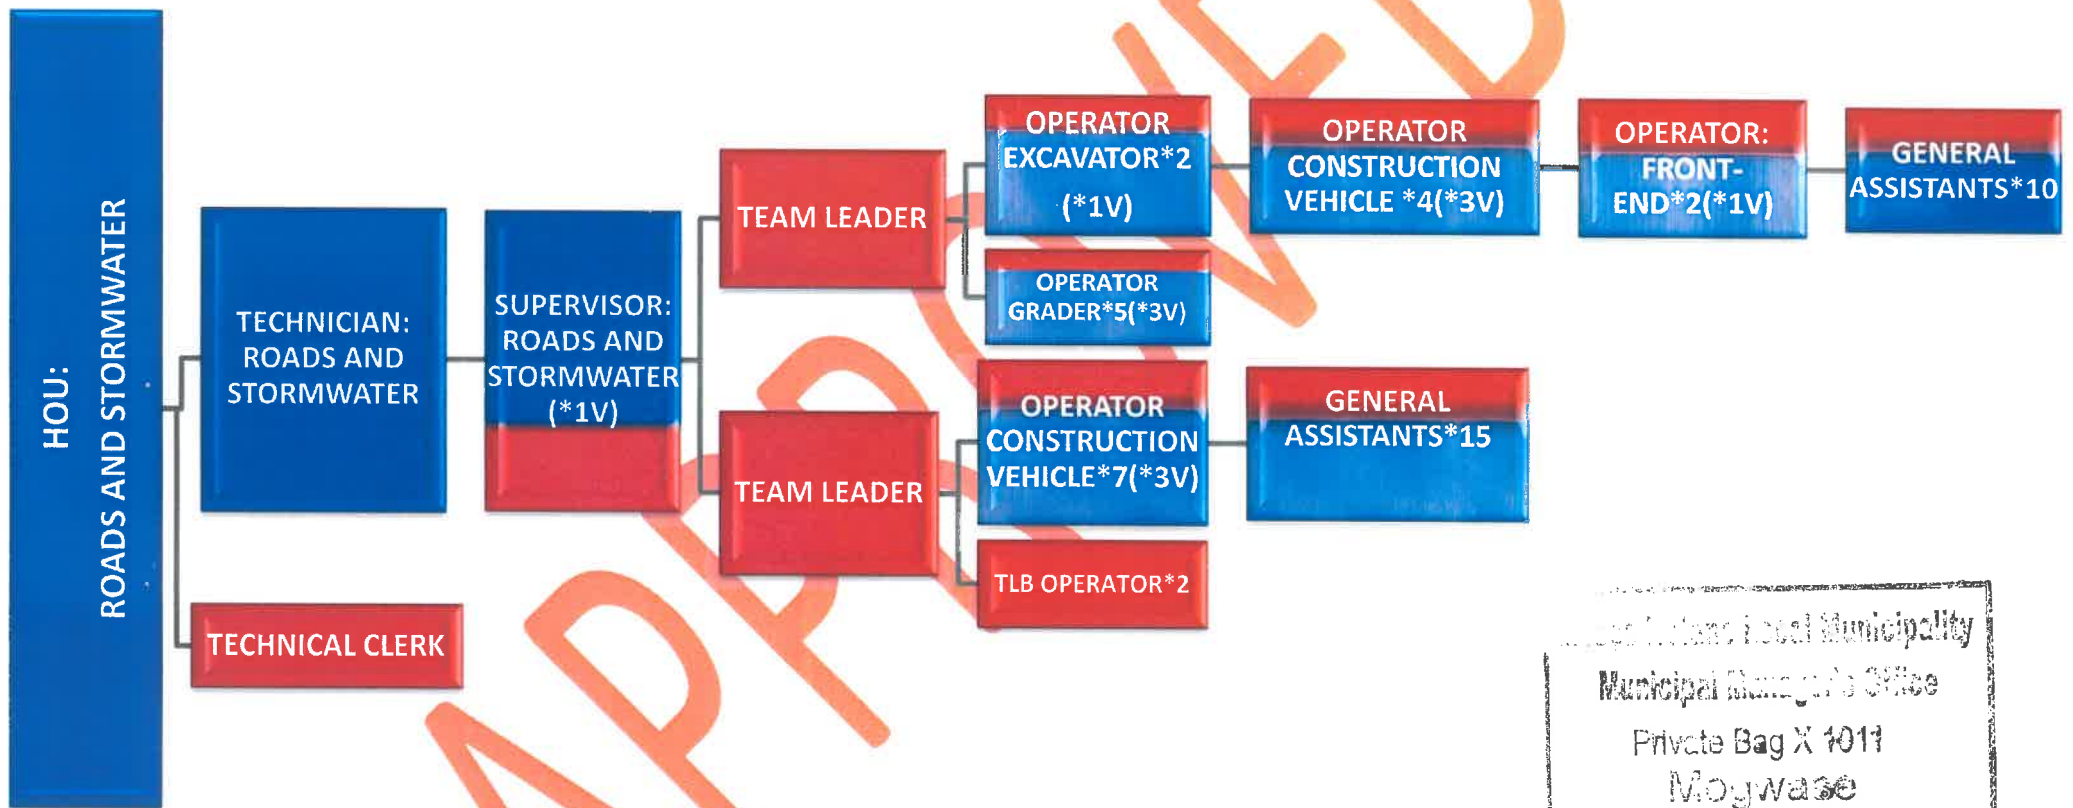 HOU:
ROADS AND STORMWATER
TECHNICIAN:
ROADS AND
STORMWATER
TECHNICAL CLERK
SUPERVISOR:
ROADS AND
STORMWATER
(*1V)
TEAM LEADER
OPERATOR
EXCAVATOR*2
(*1V)
OPERATOR
CONSTRUCTION
VEHICLE *4(*3V)
OPERATOR:
FRONT-
END*2(*1V)
GENERAL
ASSISTANTS*10
OPERATOR
GRADER*5(*3V)
TEAM LEADER
OPERATOR
CONSTRUCTION
VEHICLE*7(*3V)
GENERAL
ASSISTANTS*15
TLB OPERATOR*2
APPROVED
Local Municipality
Municipal Manager's Office
Private Bag X 1011
Mogwase